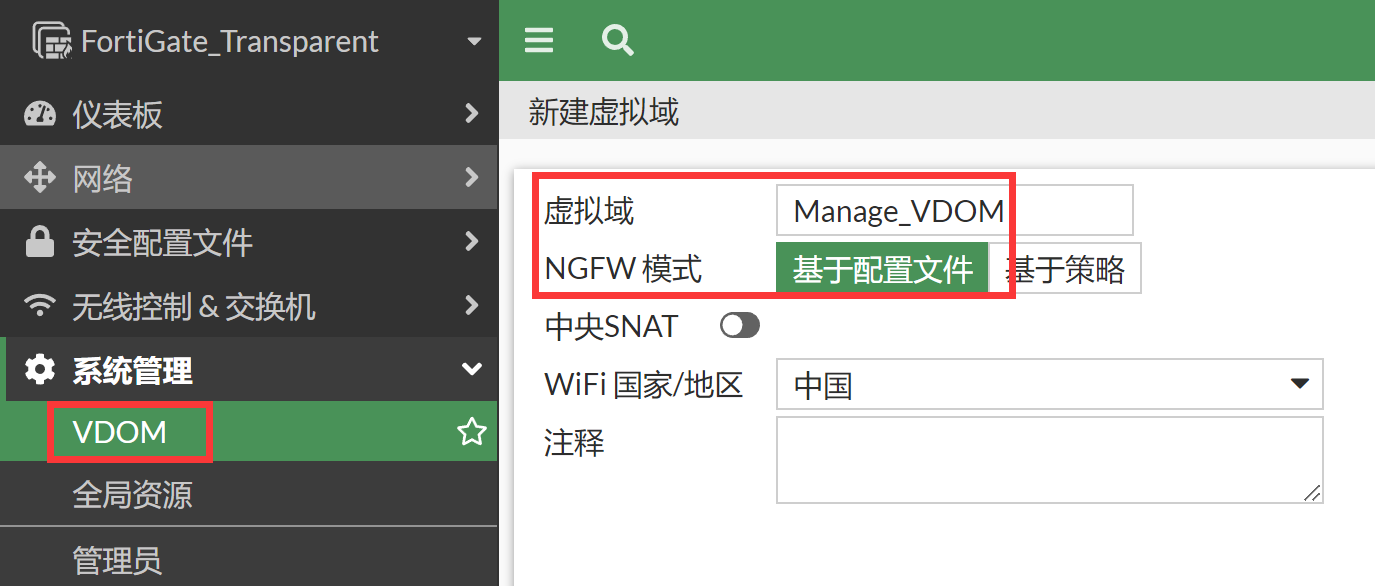 FortiGate_Transparent
仪表板
网络
安全配置文件
无线控制 & 交换机
系统管理
VDOM
全局资源
管理员
新建虚拟域
虚拟域 Manage_VDOM
NGFW 模式 基于配置文件 基于策略
中央SNAT
WiFi 国家/地区 中国
注释